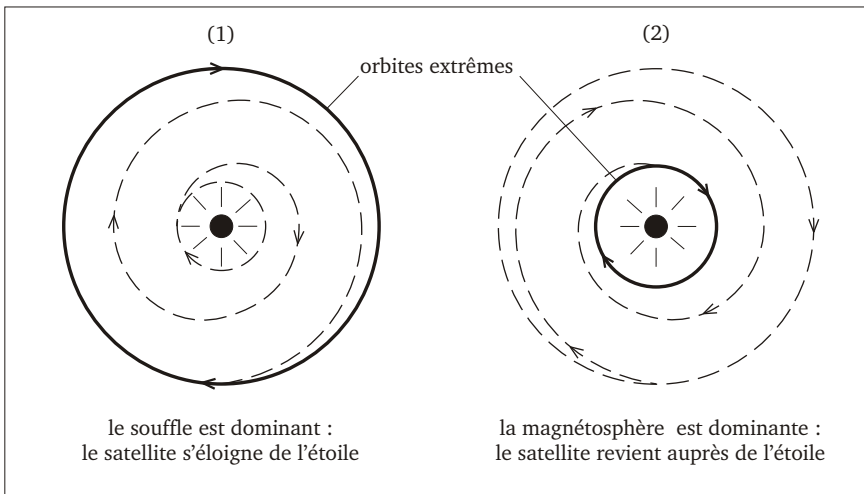 (1)
(2)
orbites extrêmes
le souffle est dominant :
le satellite s’éloigne de l’étoile
la magnétosphère est dominante :
le satellite revient auprès de l’étoile